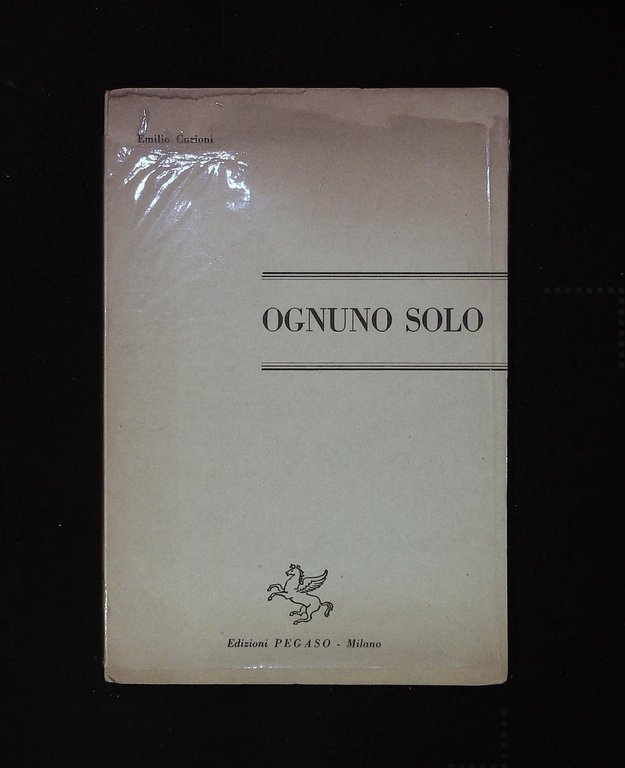 Emilio Curioni
OGNUNO SOLO
Edizioni PEGASO - Milano